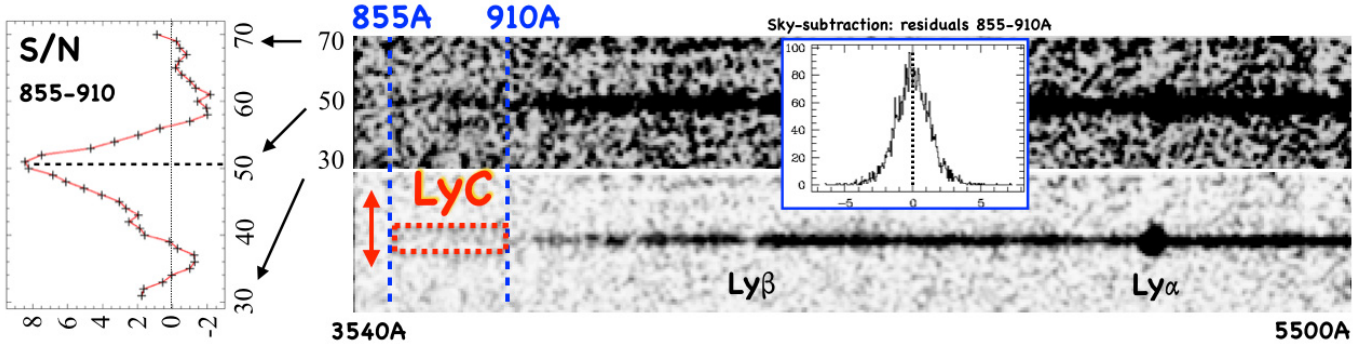 855A 910A
Sky-subtraction: residuals 855-910A
S/N
855-910
70
60
50
40
30
8 6 4 2 0 -2
70
50
30
100
80
60
40
20
0
-5 0 5
LyC
Lyβ
Lyα
3540A
5500A